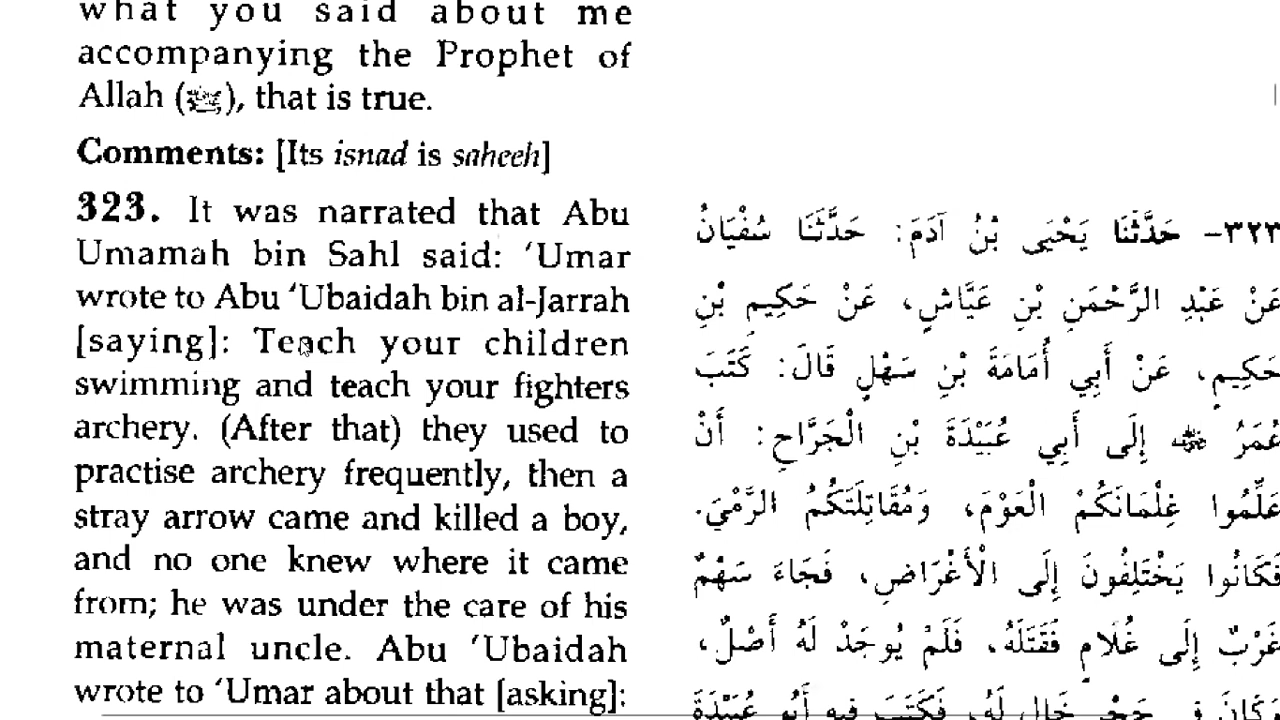 what you said about me
accompanying the Prophet of
Allah (ﷺ), that is true.
Comments: [Its isnad is saheeh]
323. It was narrated that Abu
Umamah bin Sahl said: ‘Umar
wrote to Abu ‘Ubaidah bin al-Jarrah
[saying]: Teach your children
swimming and teach your fighters
archery. (After that) they used to
practise archery frequently, then a
stray arrow came and killed a boy,
and no one knew where it came
from; he was under the care of his
maternal uncle. Abu ‘Ubaidah
wrote to ‘Umar about that [asking]:
٣٢٣- حَدَّثَنَا يَحْيَى بْنُ آدَمَ: حَدَّثَنَا سُفْيَانُ
عَنْ عَبْدِ الرَّحْمَنِ بْنِ عَيَّاشٍ، عَنْ حَكِيمِ بْنِ
حَكِيمٍ، عَنْ أَبِي أُمَامَةَ بْنِ سَهْلٍ قَالَ: كَتَبَ
عُمَرُ ﷺ إِلَى أَبِي عُبَيْدَةَ بْنِ الْجَرَّاحِ: أَنْ
عَلِّمُوا غِلْمَانَكُمْ الْعَوْمَ، وَمُقَاتِلَتَكُمُ الرَّمْيَ.
فَكَانُوا يَخْتَلِفُونَ إِلَى الْأَغْرَاضِ، فَجَاءَ سَهْمٌ
غَرْبٌ إِلَى غُلَامٍ فَقَتَلَهُ، فَلَمْ يُوجَدْ لَهُ أَصْلٌ،
وَكَانَ فِي حَجْرِ خَالٍ لَهُ، فَكَتَبَ فِيهِ أَبُو عُبَيْدَةَ